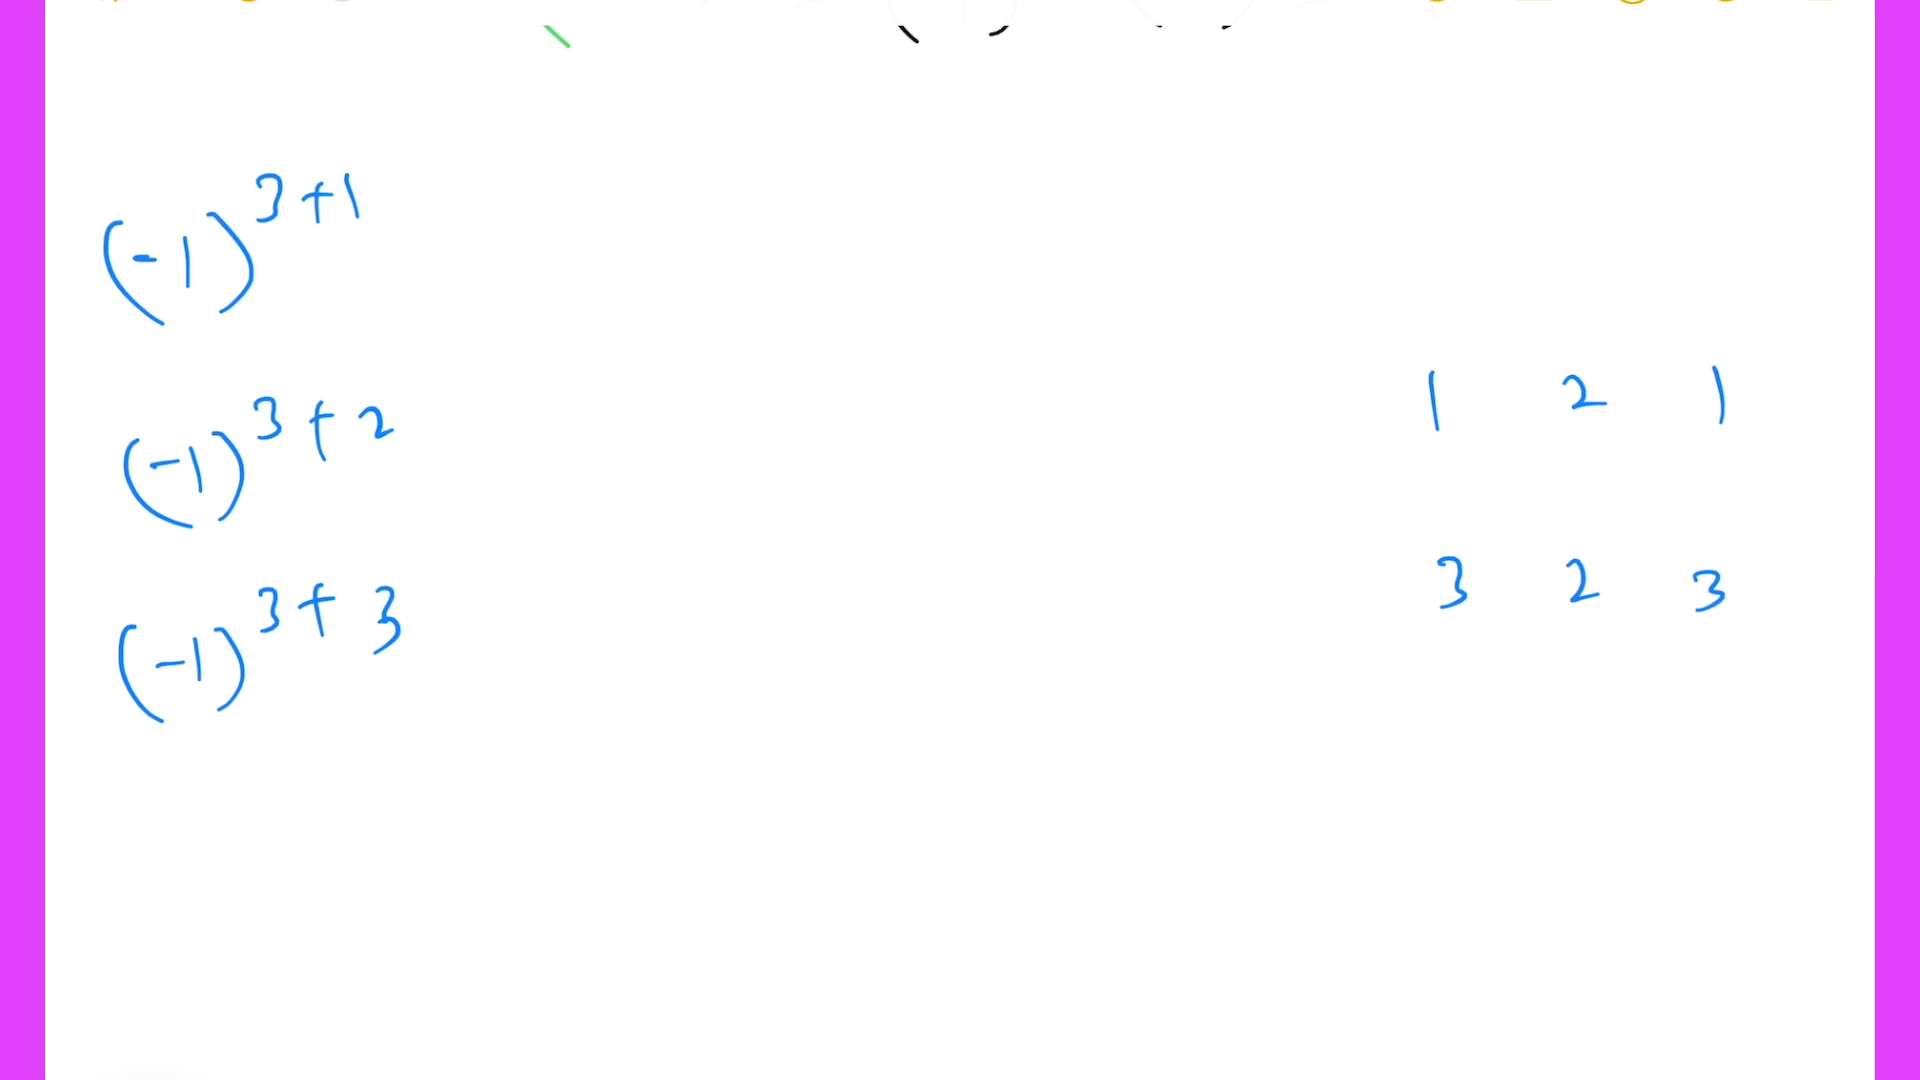 (-1)^{3+1}
(-1)^{3+2}
1 2 1
(-1)^{3+3}
3 2 3